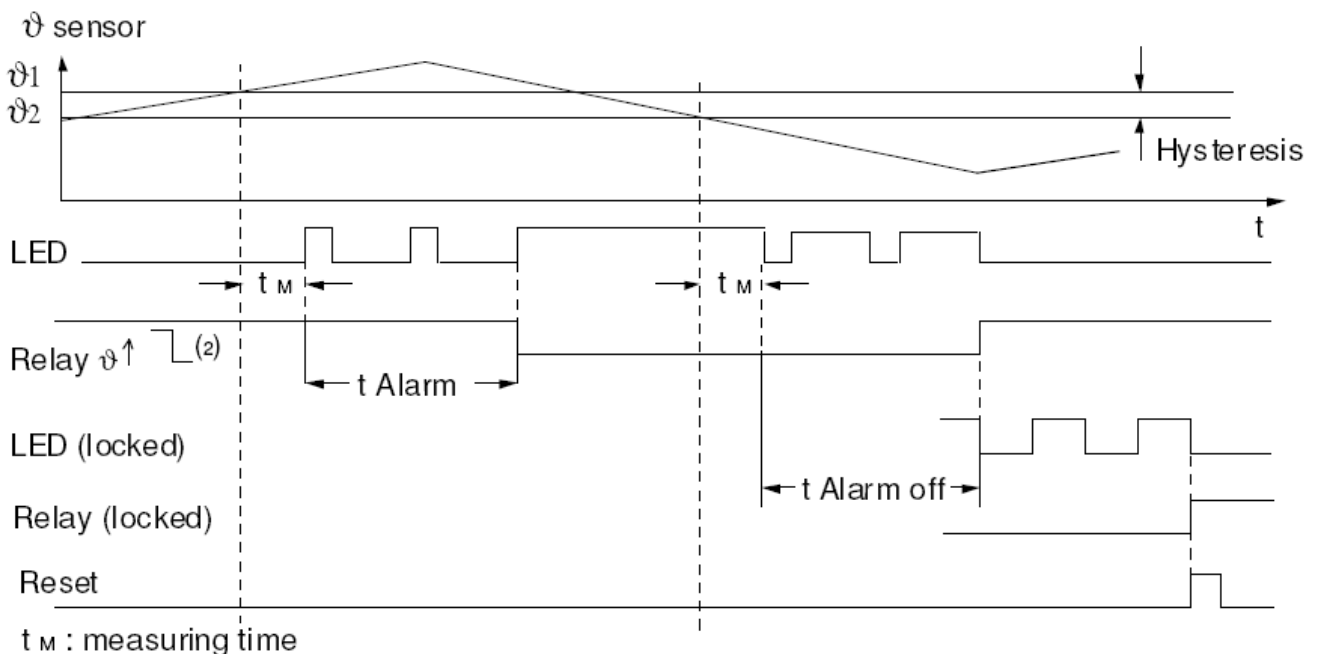 ϑ sensor
ϑ1
ϑ2
Hysteresis
t
LED
t M
t M
Relay ϑ↑
(2)
t Alarm
LED (locked)
t Alarm off
Relay (locked)
Reset
t M : measuring time